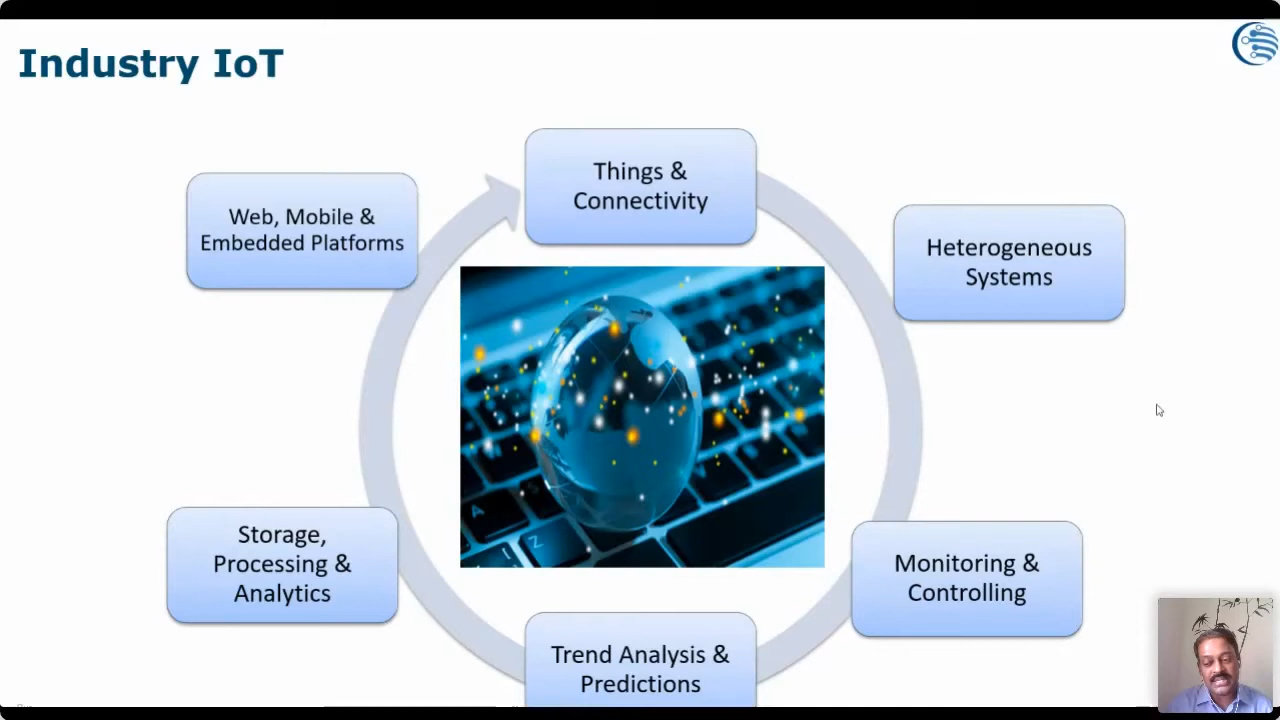 Industry IoT
Things &
Connectivity
Heterogeneous
Systems
Monitoring &
Controlling
Trend Analysis &
Predictions
Storage,
Processing &
Analytics
Web, Mobile &
Embedded Platforms
A
Z